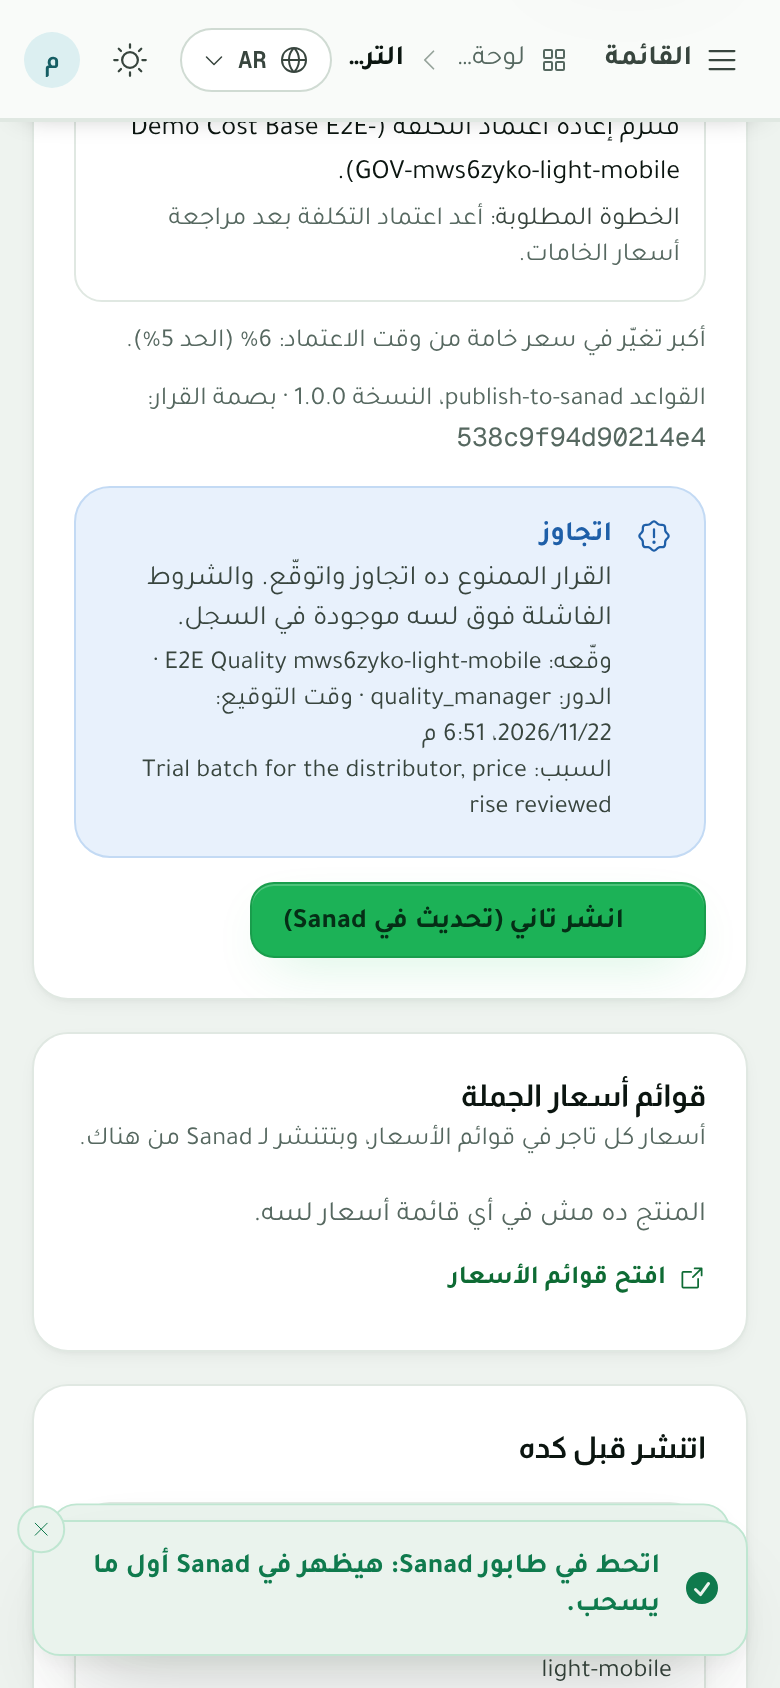 القائمة
لوحة...
التر...
AR
م
فتلزم إعادة اعتماد التكلفة (Demo Cost Base E2E-
GOV-mws6zyko-light-mobile).
الخطوة المطلوبة: أعد اعتماد التكلفة بعد مراجعة
أسعار الخامات.
أكبر تغيّر في سعر خامة من وقت الاعتماد: 6% (الحد 5%).
القواعد publish-to-sanad، النسخة 1.0.0 · بصمة القرار:
538c9f94d90214e4
اتجاوز
القرار الممنوع ده اتجاوز واتوقّع. والشروط
الفاشلة فوق لسه موجودة في السجل.
وقّعه: E2E Quality mws6zyko-light-mobile ·
الدور: quality_manager · وقت التوقيع:
2026/11/22، 6:51 م
السبب: Trial batch for the distributor, price
rise reviewed
انشر تاني (تحديث في Sanad)
قوائم أسعار الجملة
أسعار كل تاجر في قوائم الأسعار، وبتتنشر لـ Sanad من هناك.
المنتج ده مش في أي قائمة أسعار لسه.
افتح قوائم الأسعار
اتنشر قبل كده
اتحط في طابور Sanad: هيظهر في Sanad أول ما
يسحب.
light-mobile